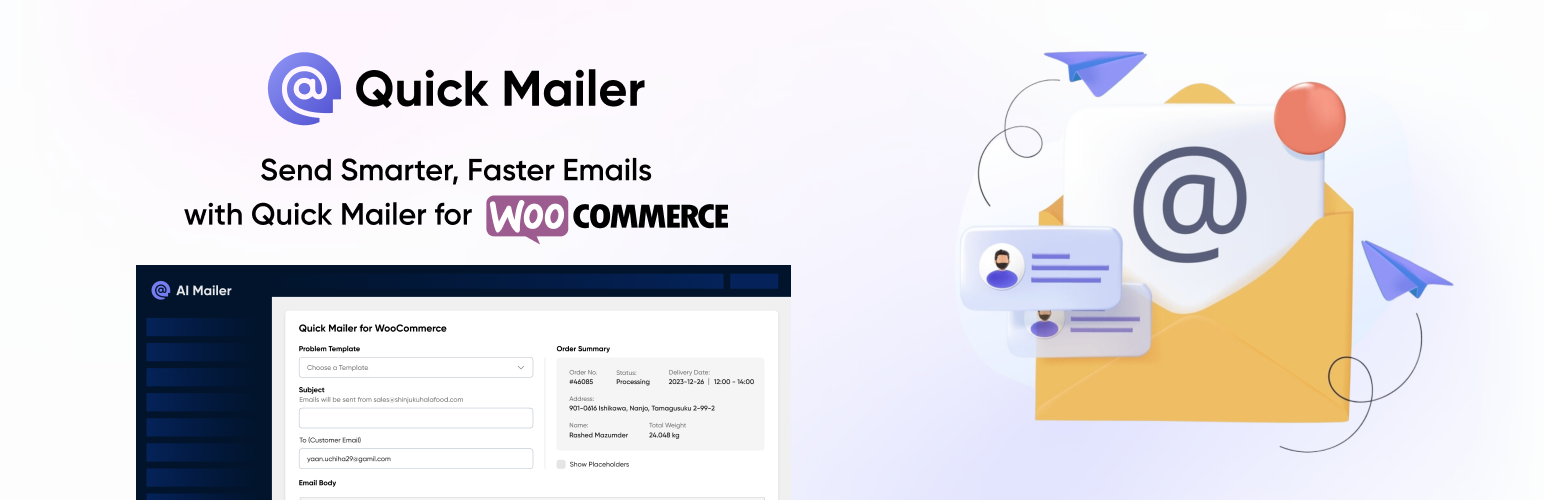 @ Quick Mailer
Send Smarter, Faster Emails
with Quick Mailer for WOO COMMERCE
@ AI Mailer
Quick Mailer for WooCommerce
Problem Template
Choose a Template
Subject
Emails will be sent from sales@shinjukuhalafood.com
To (Customer Email)
yaan.uchiha29@gamil.com
Email Body
Order Summary
Order No. Status: Delivery Date:
#46085 Processing 2023-12-26 | 12:00 - 14:00
Address:
901-0616 Ishikawa, Nanjo, Tamagusuku 2-99-2
Name: Total Weight
Rashed Mazumder 24.048 kg
Show Placeholders
@